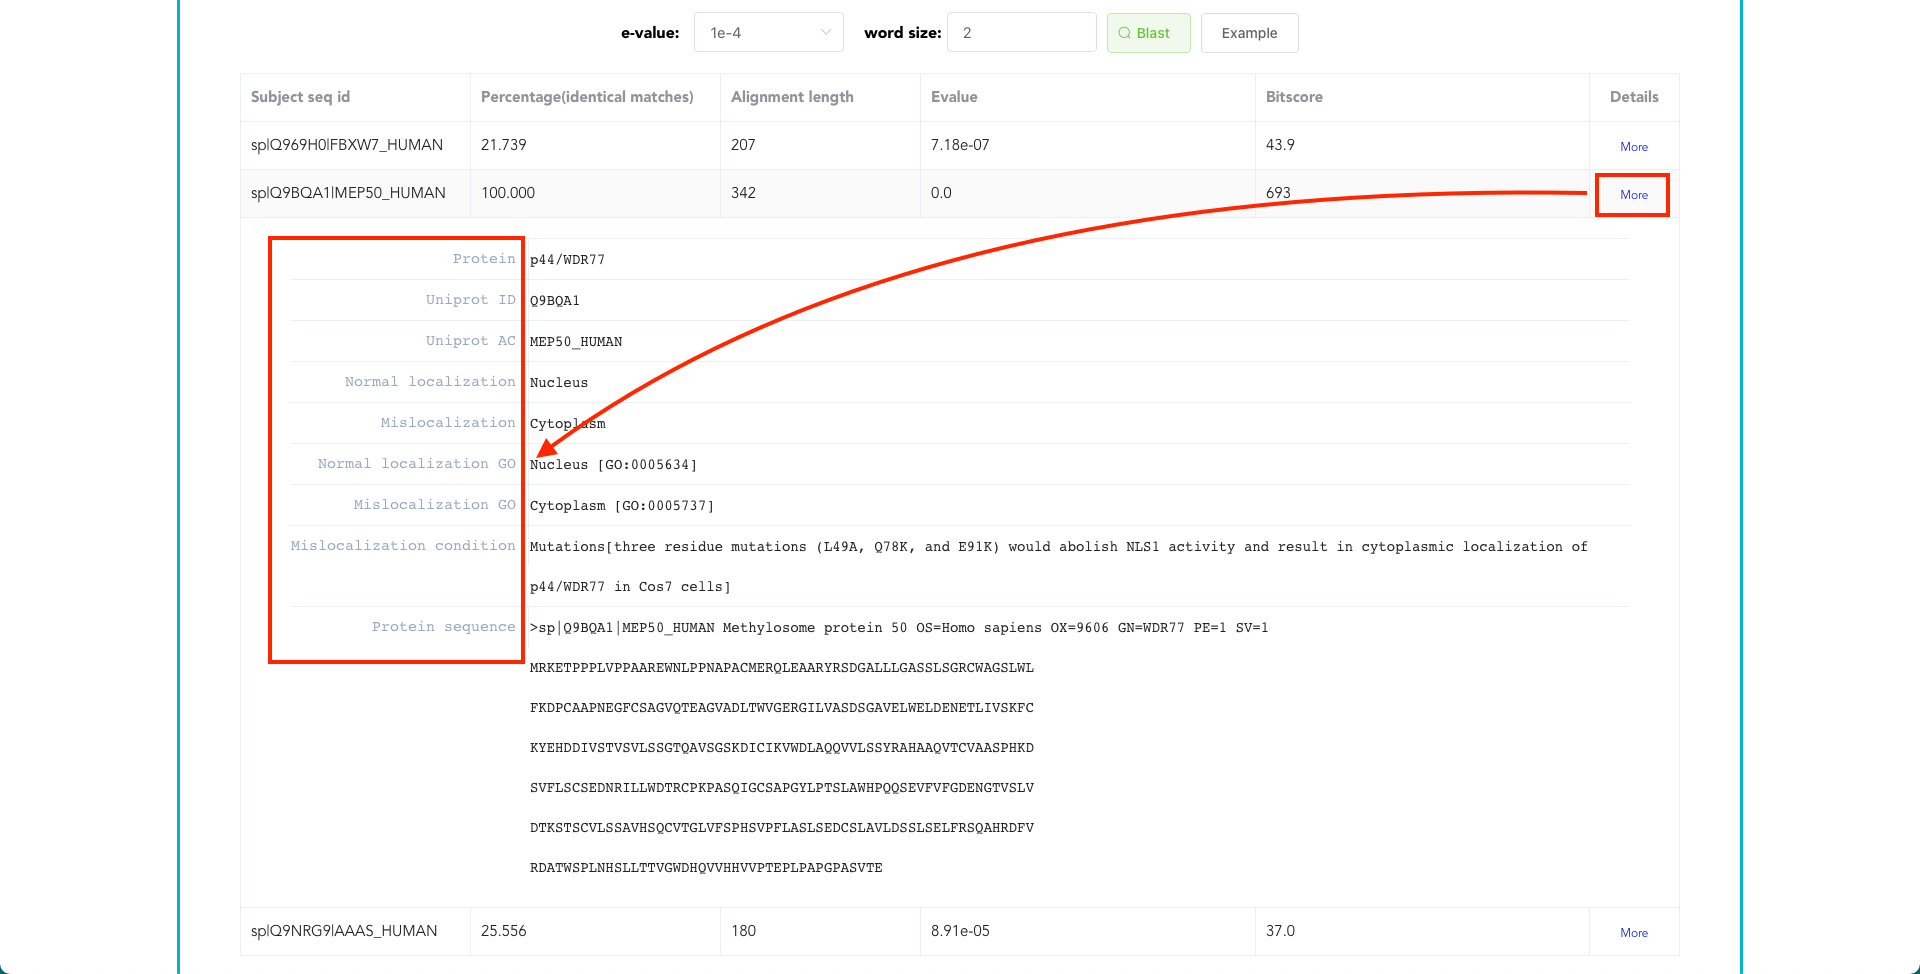 e-value: 1e-4 word size: 2 Blast Example
Subject seq id Percentage(identical matches) Alignment length Evalue Bitscore Details
sp|Q969H0|FBXW7_HUMAN 21.739 207 7.18e-07 43.9 More
sp|Q9BQA1|MEP50_HUMAN 100.000 342 0.0 693 More
Protein p44/WDR77
Uniprot ID Q9BQA1
Uniprot AC MEP50_HUMAN
Normal localization Nucleus
Mislocalization Cytoplasm
Normal localization GO Nucleus [GO:0005634]
Mislocalization GO Cytoplasm [GO:0005737]
Mislocalization condition Mutations[three residue mutations (L49A, Q78K, and E91K) would abolish NLS1 activity and result in cytoplasmic localization of
p44/WDR77 in Cos7 cells]
Protein sequence >sp|Q9BQA1|MEP50_HUMAN Methylosome protein 50 OS=Homo sapiens OX=9606 GN=WDR77 PE=1 SV=1
MRKETPPPLVPPAAREWNLPPNAPACMERQLEAARYRSDGALLLGASSLSGRCWAGSLWL
FKDPCAAPNEGFCSAGVQTEAGVADLTWVGERGILVASDSGAVELWELDENETLIVSKFC
KYEHDDIVSTVSVLSSGTQAVSGSKDICIKVWDLAQQVVLSSYRAHAAQVTCVAASPHKD
SVFLSCSEDNRILLWDTRCPKPASQIGCSAPGYLPTSLAWHPQQSEVFVFGDENGTVSLV
DTKSTSCVLSSAVHSQCVTGLVFSPHSVPFLASLSEDCSLAVLDSSLSELFRSQAHRDFV
RDATWSPLNHSLLTTVGWDHQVVHHVVPTEPLPAPGPASVTE
sp|Q9NRG9|AAAS_HUMAN 25.556 180 8.91e-05 37.0 More